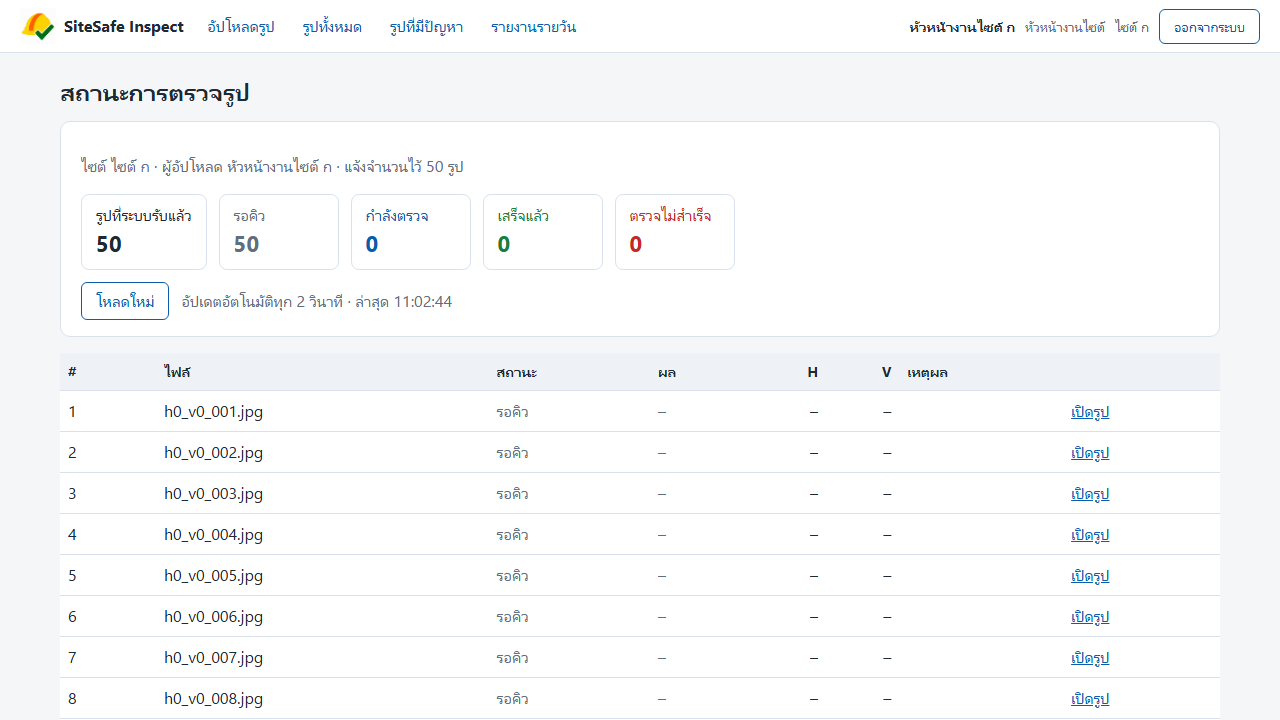 SiteSafe Inspect อัปโหลดรูป รูปทั้งหมด รูปที่มีปัญหา รายงานรายวัน หัวหน้างานไซต์ ก หัวหน้างานไซต์ ไซต์ ก ออกจากระบบ
สถานะการตรวจรูป
ไซต์ ไซต์ ก · ผู้อัปโหลด หัวหน้างานไซต์ ก · แจ้งจำนวนไว้ 50 รูป
รูปที่ระบบรับแล้ว รอคิว กำลังตรวจ เสร็จแล้ว ตรวจไม่สำเร็จ
50 50 0 0 0
โหลดใหม่ อัปเดตอัตโนมัติทุก 2 วินาที · ล่าสุด 11:02:44
# ไฟล์ สถานะ ผล H V เหตุผล
1 h0_v0_001.jpg รอคิว – – – เปิดรูป
2 h0_v0_002.jpg รอคิว – – – เปิดรูป
3 h0_v0_003.jpg รอคิว – – – เปิดรูป
4 h0_v0_004.jpg รอคิว – – – เปิดรูป
5 h0_v0_005.jpg รอคิว – – – เปิดรูป
6 h0_v0_006.jpg รอคิว – – – เปิดรูป
7 h0_v0_007.jpg รอคิว – – – เปิดรูป
8 h0_v0_008.jpg รอคิว – – – เปิดรูป